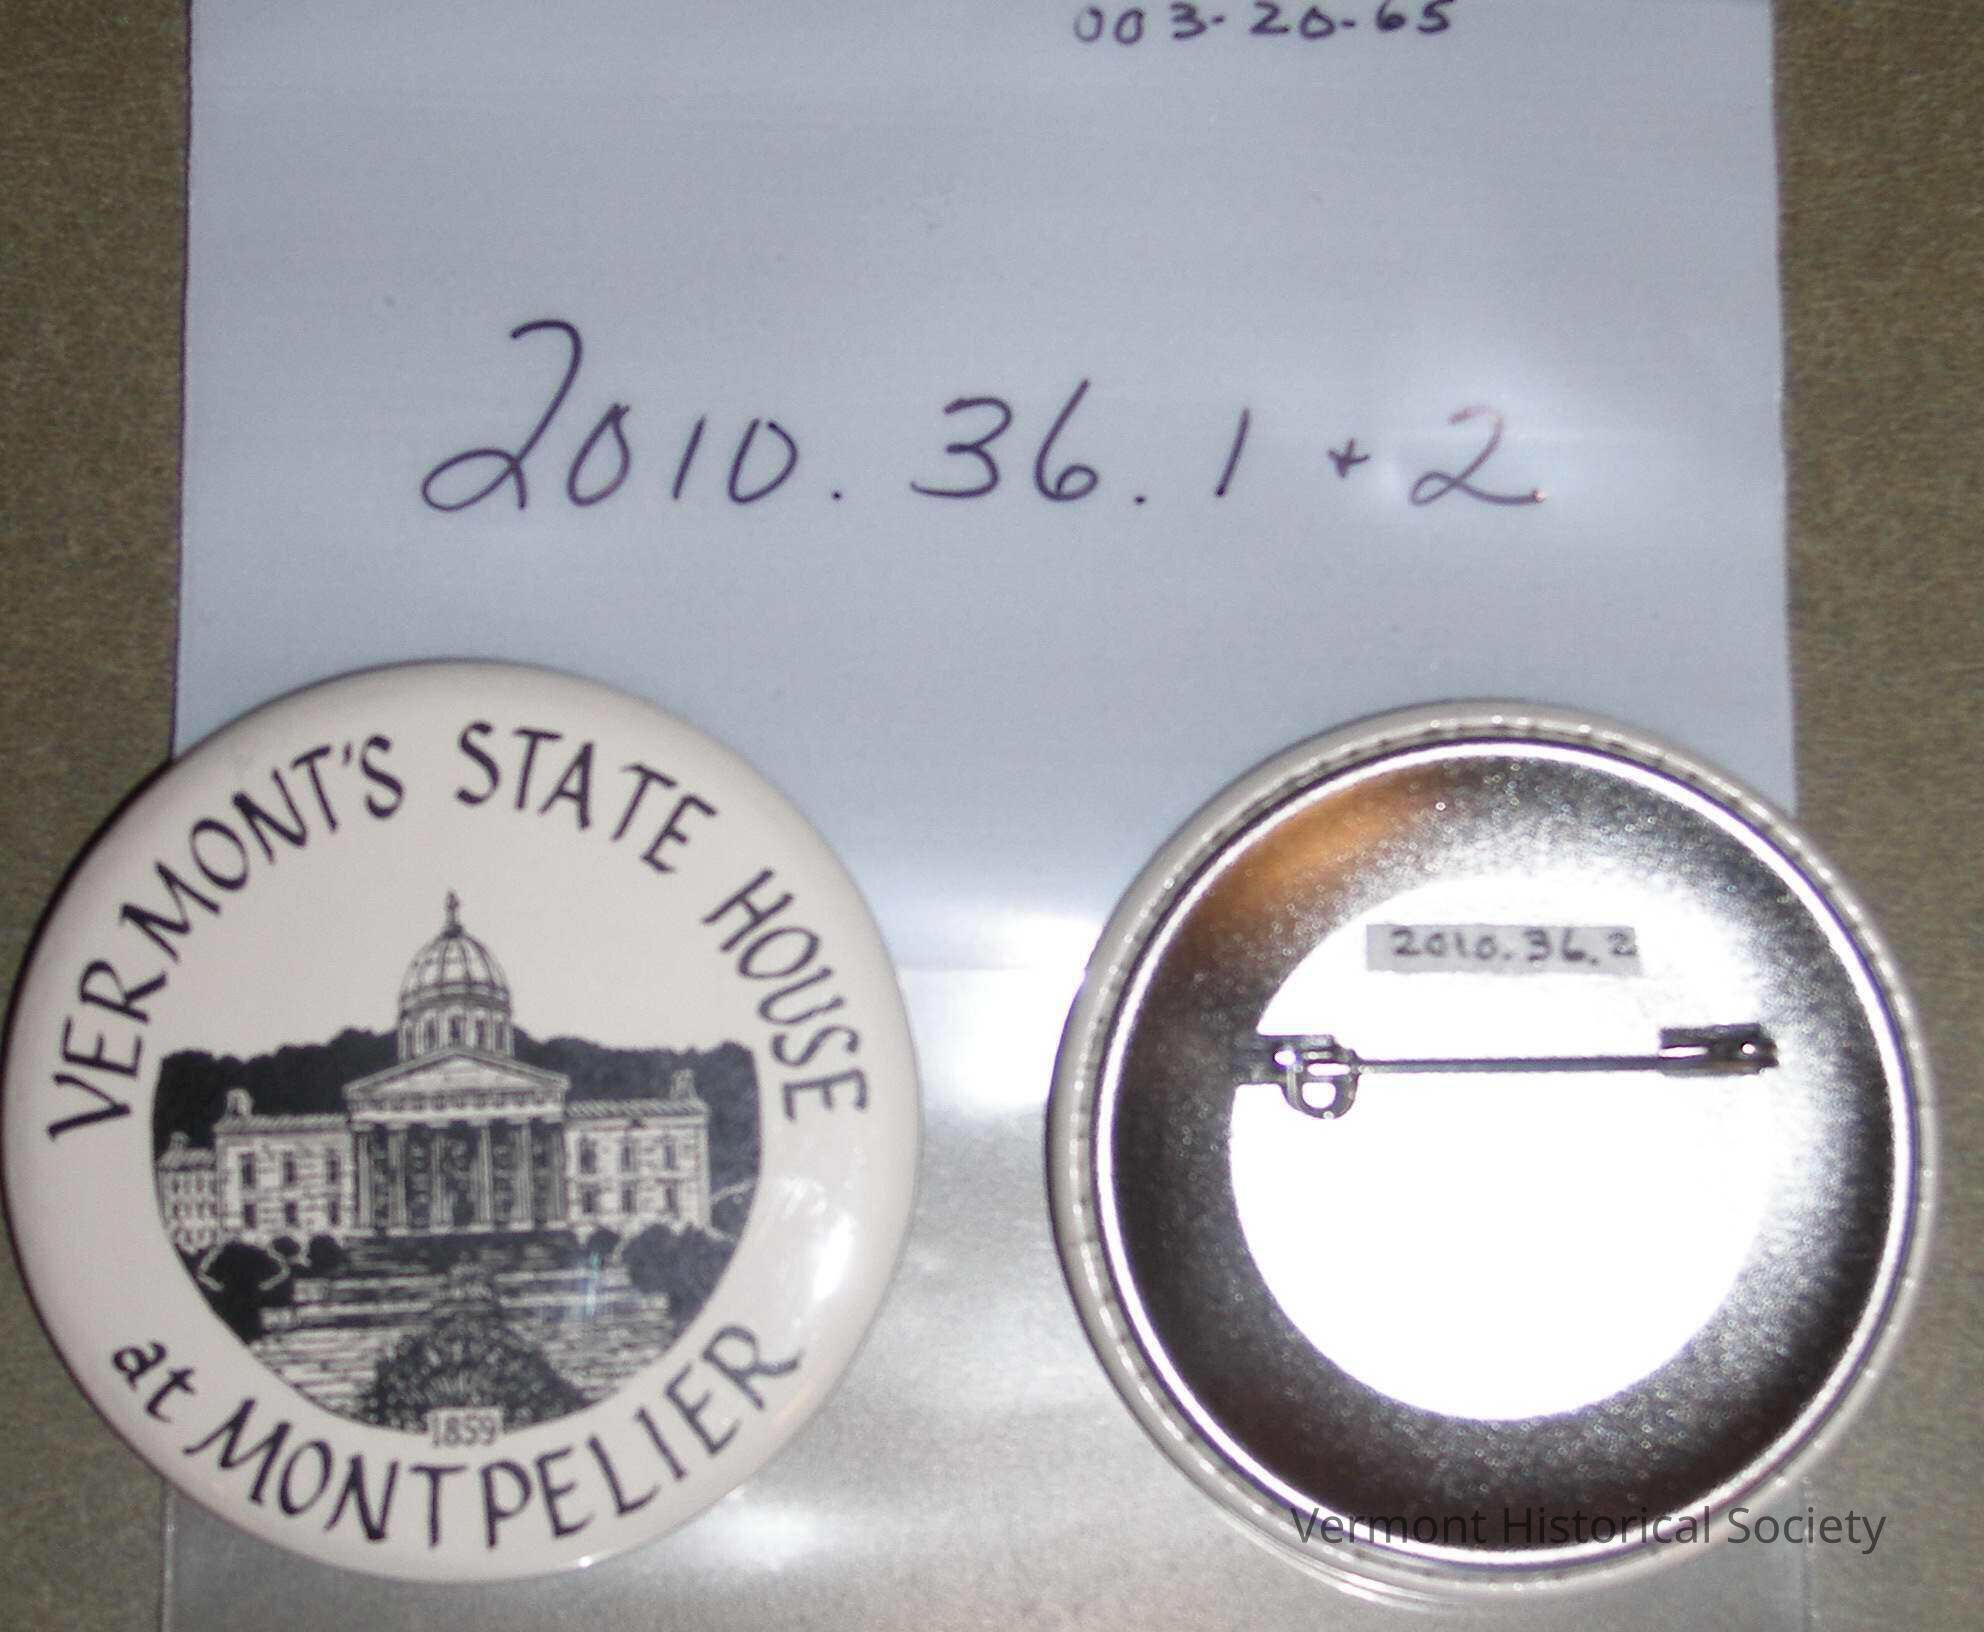 003-20-65
2010.36.1 + 2
VERMONT'S STATE HOUSE
at MONTPELIER
1859
2010.36.2
Vermont Historical Society